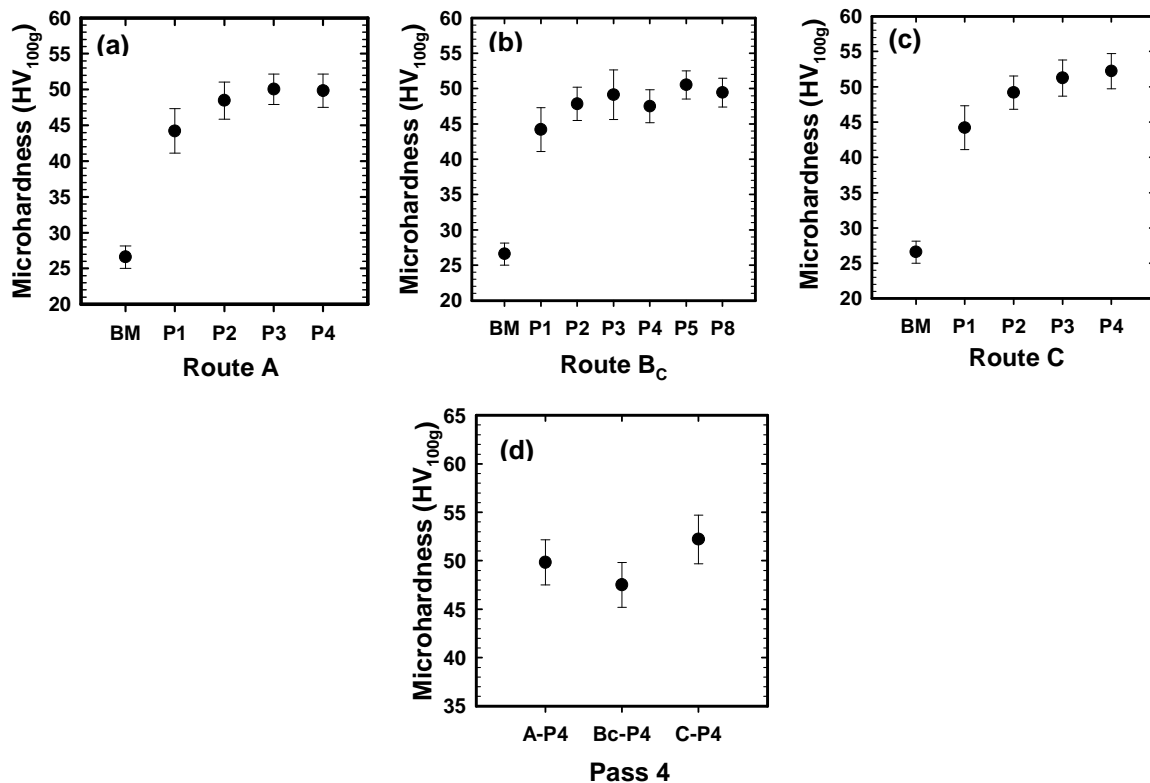 (a)
Microhardness (HV100g)
60
55
50
45
40
35
30
25
20
BM P1 P2 P3 P4
Route A
(b)
Microhardness (HV100g)
60
55
50
45
40
35
30
25
20
BM P1 P2 P3 P4 P5 P8
Route BC
(c)
Microhardness (HV100g)
60
55
50
45
40
35
30
25
20
BM P1 P2 P3 P4
Route C
(d)
Microhardness (HV100g)
65
60
55
50
45
40
35
A-P4 Bc-P4 C-P4
Pass 4